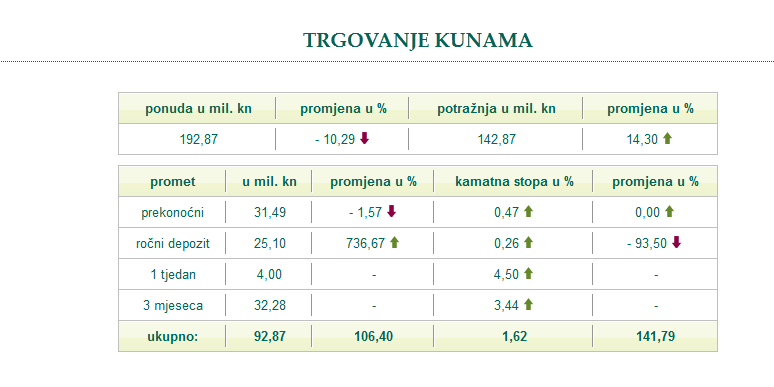 TRGOVANJE KUNAMA
ponuda u mil. kn promjena u % potražnja u mil. kn promjena u %
192,87 - 10,29 142,87 14,30
promet u mil. kn promjena u % kamatna stopa u % promjena u %
prekonoćni 31,49 - 1,57 0,47 0,00
ročni depozit 25,10 736,67 0,26 - 93,50
1 tjedan 4,00 - 4,50 -
3 mjeseca 32,28 - 3,44 -
ukupno: 92,87 106,40 1,62 141,79